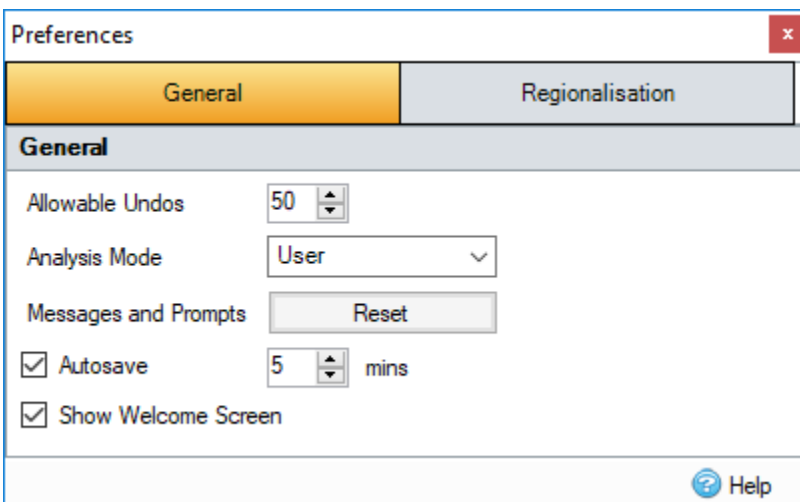 Preferences x
General Regionalisation
General
Allowable Undos 50
Analysis Mode User
Messages and Prompts Reset
Autosave 5 mins
Show Welcome Screen
? Help